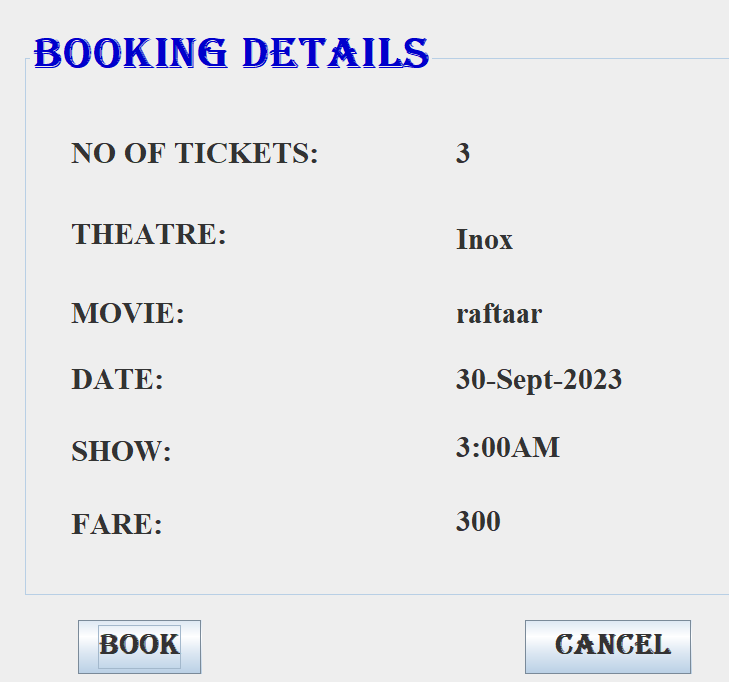 BOOKING DETAILS
NO OF TICKETS: 3
THEATRE: Inox
MOVIE: raftaar
DATE: 30-Sept-2023
SHOW: 3:00AM
FARE: 300
BOOK CANCEL